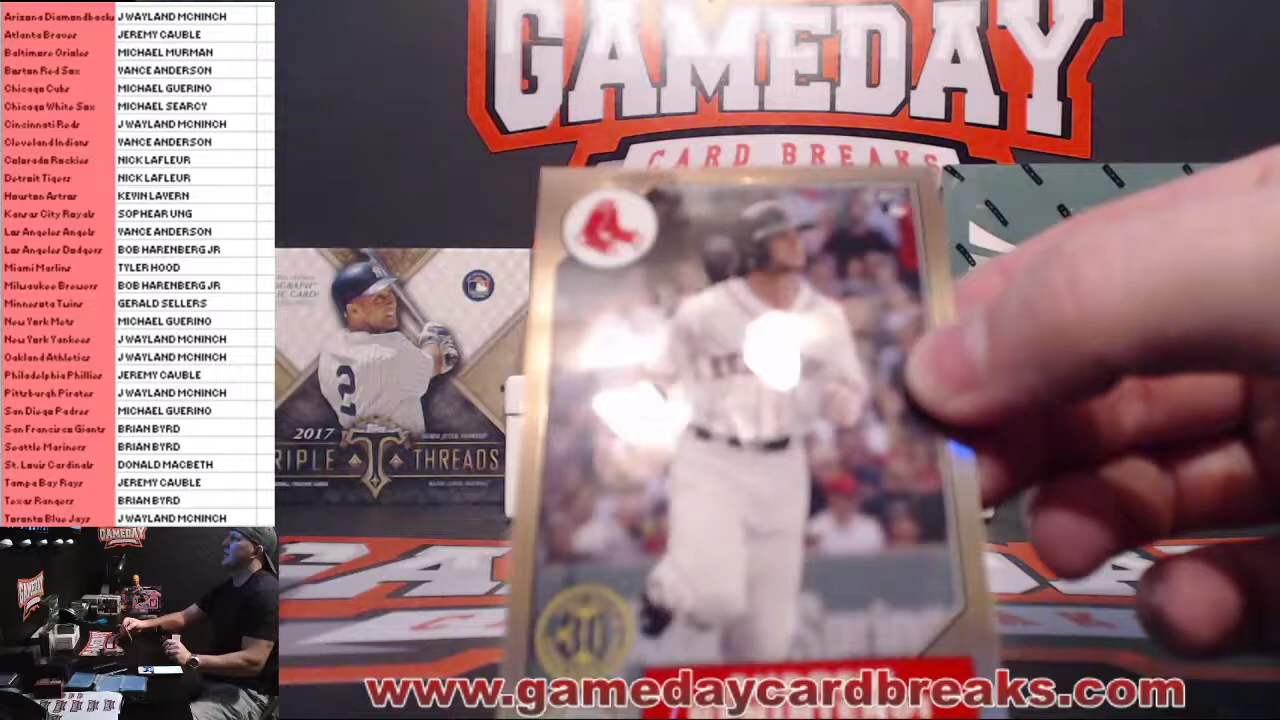 Arizona Diamondbacks J WAYLAND MCNINCH
Atlanta Braves JEREMY CAUBLE
Baltimore Orioles MICHAEL MURMAN
Boston Red Sox VANCE ANDERSON
Chicago Cubs MICHAEL GUERINO
Chicago White Sox MICHAEL SEARCY
Cincinnati Reds J WAYLAND MCNINCH
Cleveland Indians VANCE ANDERSON
Colorado Rockies NICK LAFLEUR
Detroit Tigers NICK LAFLEUR
Houston Astros KEVIN LAVERN
Kansas City Royals SOPHEAR UNG
Los Angeles Angels VANCE ANDERSON
Los Angeles Dodgers BOB HARENBERG JR
Miami Marlins TYLER HOOD
Milwaukee Brewers BOB HARENBERG JR
Minnesota Twins GERALD SELLERS
New York Mets MICHAEL GUERINO
New York Yankees J WAYLAND MCNINCH
Oakland Athletics J WAYLAND MCNINCH
Philadelphia Phillies JEREMY CAUBLE
Pittsburgh Pirates J WAYLAND MCNINCH
San Diego Padres MICHAEL GUERINO
San Francisco Giants BRIAN BYRD
Seattle Mariners BRIAN BYRD
St. Louis Cardinals DONALD MACBETH
Tampa Bay Rays JEREMY CAUBLE
Texas Rangers BRIAN BYRD
Toronto Blue Jays J WAYLAND MCNINCH
GAMEDAY
CARD BREAKS
2
2017
TRIPLE THREADS
30
GAMEDAY
GAMEDAY
www.gamedaycardbreaks.com